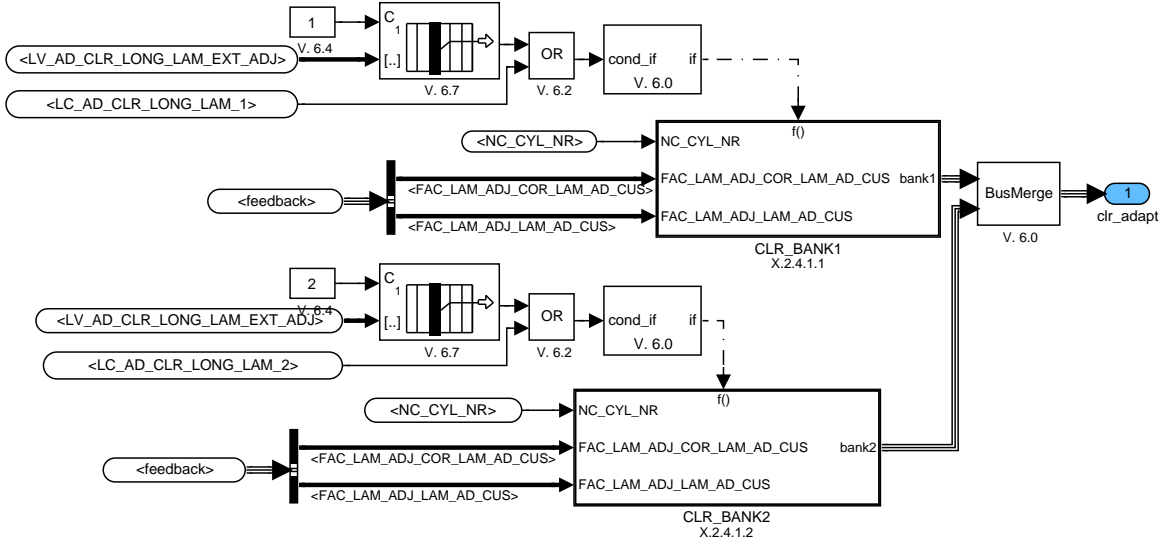 1
V. 6.4
C
1
[..]
V. 6.7
<LV_AD_CLR_LONG_LAM_EXT_ADJ>
<LC_AD_CLR_LONG_LAM_1>
OR
V. 6.2
cond_if if
V. 6.0
<NC_CYL_NR>
<feedback>
<FAC_LAM_ADJ_COR_LAM_AD_CUS>
<FAC_LAM_ADJ_LAM_AD_CUS>
f()
NC_CYL_NR
FAC_LAM_ADJ_COR_LAM_AD_CUS bank1
FAC_LAM_ADJ_LAM_AD_CUS
CLR_BANK1
X.2.4.1.1
BusMerge
V. 6.0
1
clr_adapt
2
V. 6.4
C
1
[..]
V. 6.7
<LV_AD_CLR_LONG_LAM_EXT_ADJ>
<LC_AD_CLR_LONG_LAM_2>
OR
V. 6.2
cond_if if
V. 6.0
<NC_CYL_NR>
<feedback>
<FAC_LAM_ADJ_COR_LAM_AD_CUS>
<FAC_LAM_ADJ_LAM_AD_CUS>
f()
NC_CYL_NR
FAC_LAM_ADJ_COR_LAM_AD_CUS bank2
FAC_LAM_ADJ_LAM_AD_CUS
CLR_BANK2
X.2.4.1.2